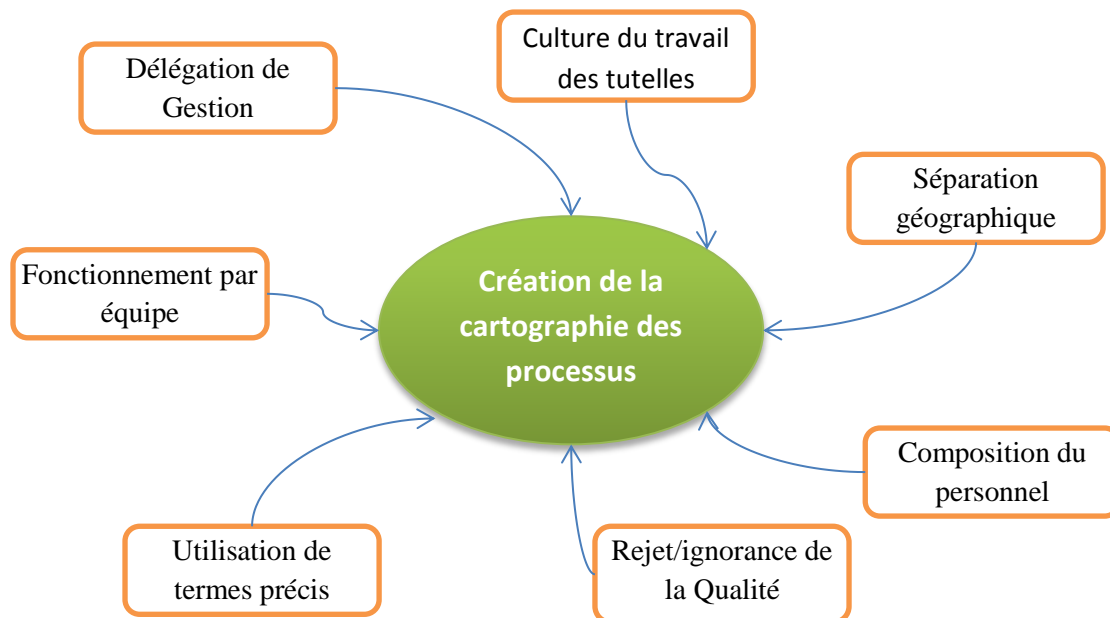 Culture du travail
des tutelles
Délégation de
Gestion
Séparation
géographique
Fonctionnement par
équipe
Création de la
cartographie des
processus
Composition du
personnel
Utilisation de
termes précis
Rejet/ignorance de
la Qualité